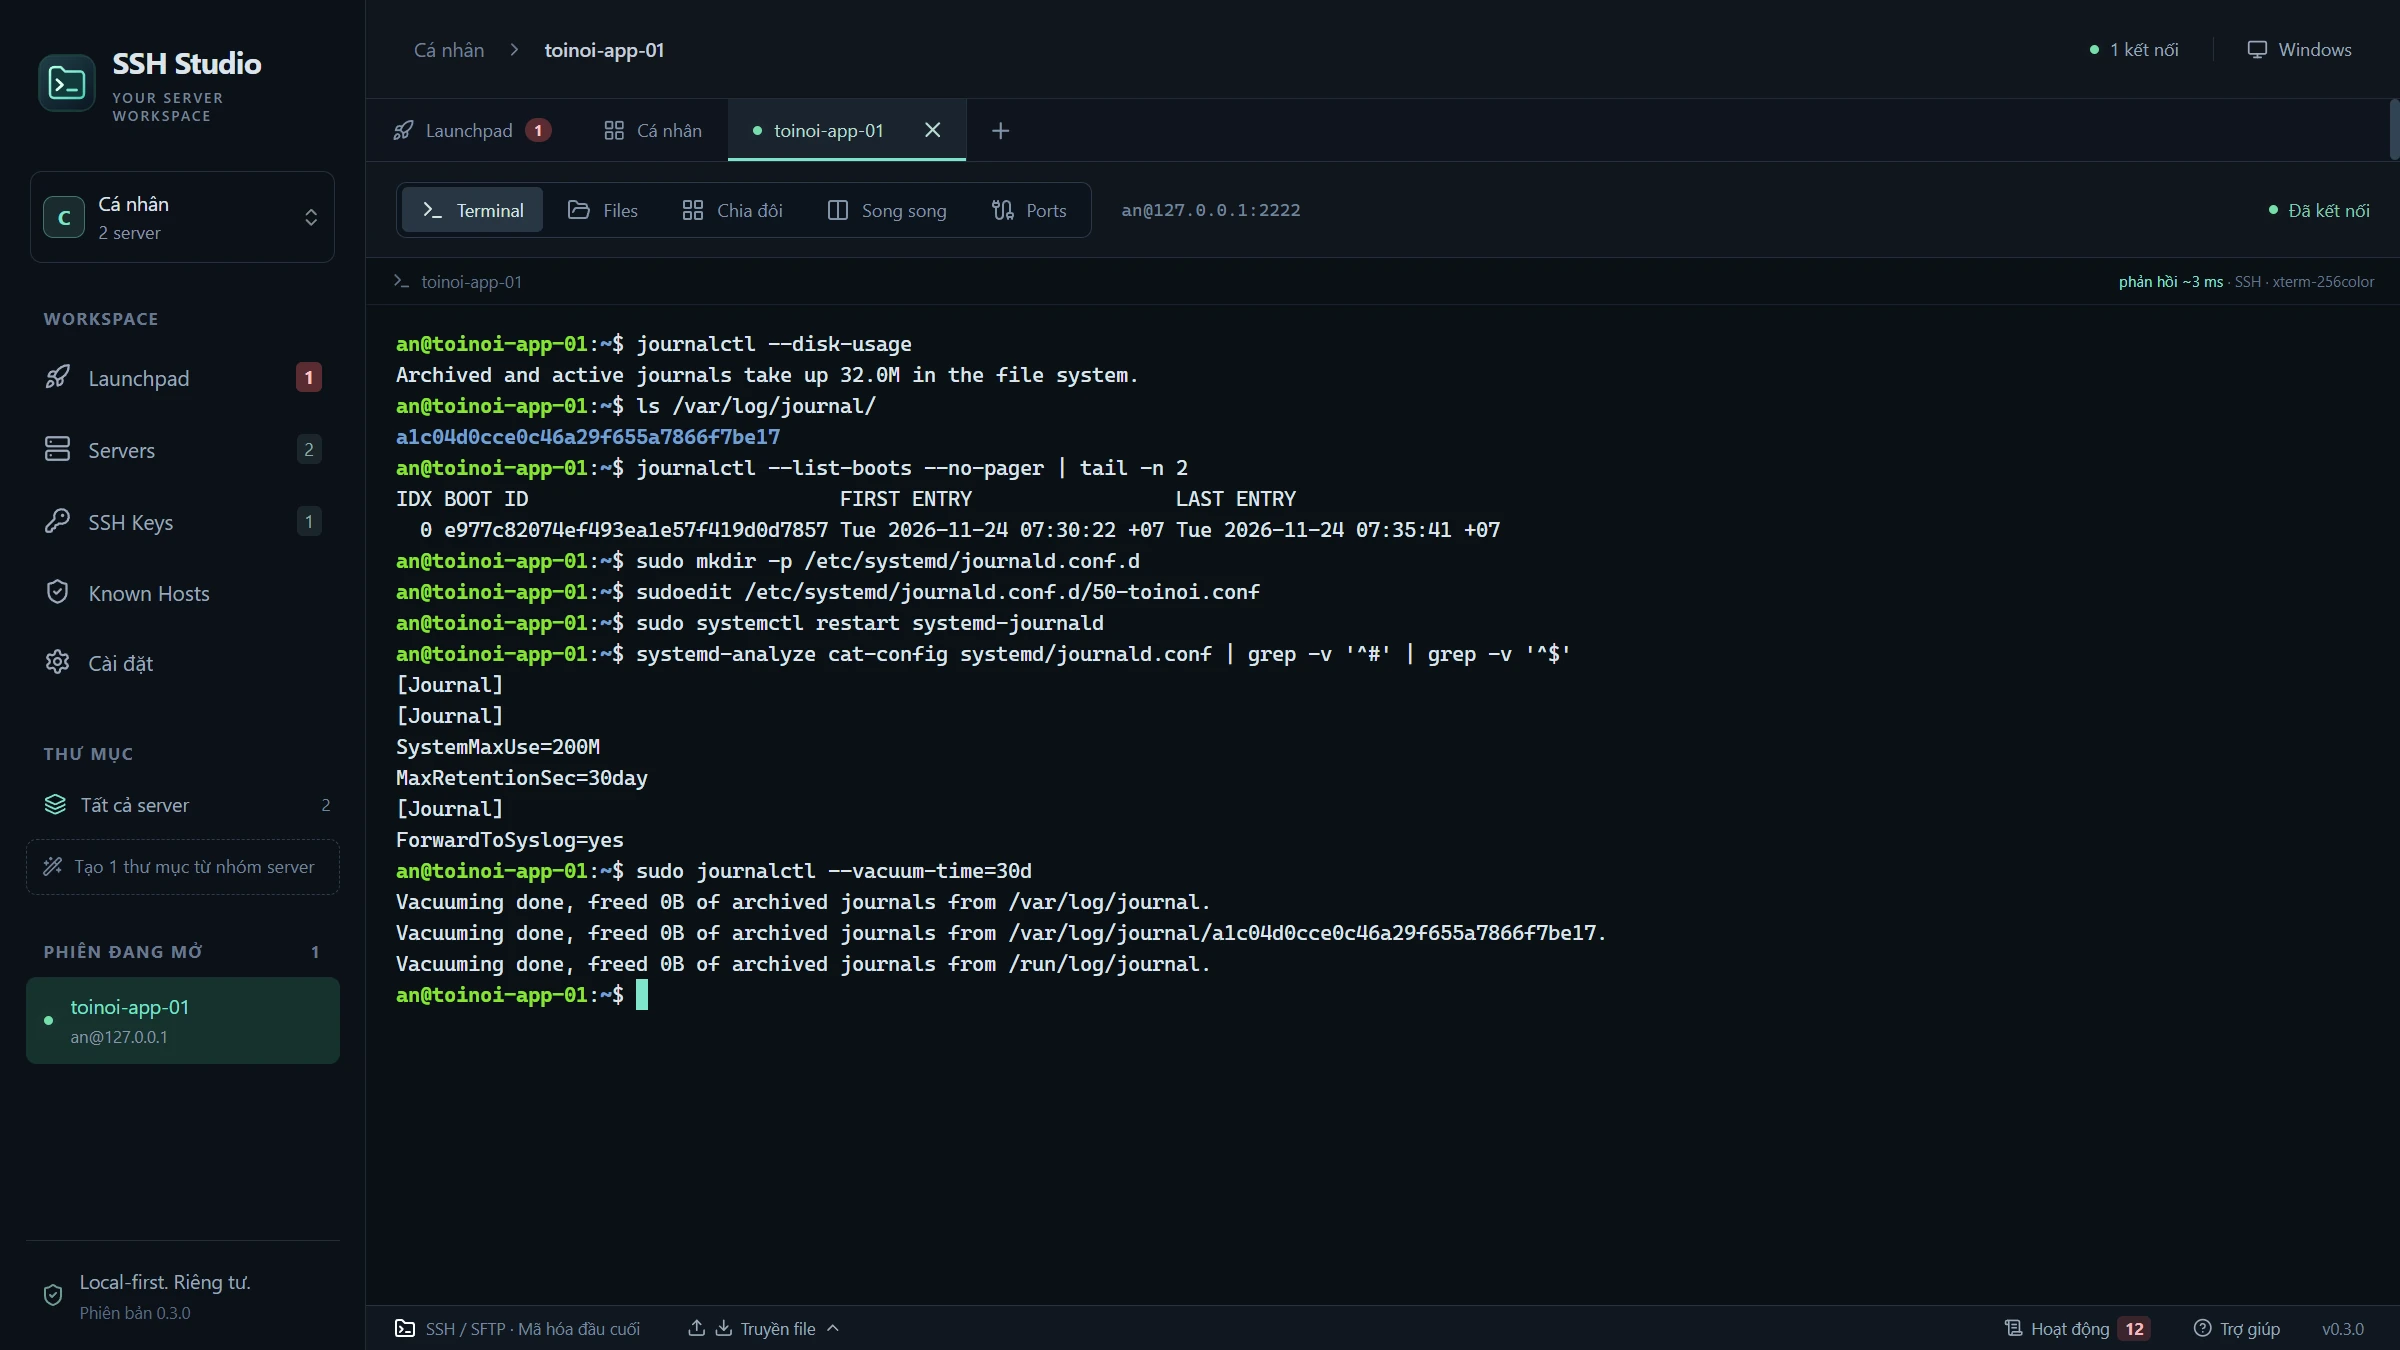 SSH Studio
YOUR SERVER
WORKSPACE
C
Cá nhân
2 server
WORKSPACE
Launchpad 1
Servers 2
SSH Keys 1
Known Hosts
Cài đặt
THƯ MỤC
Tất cả server 2
Tạo 1 thư mục từ nhóm server
PHIÊN ĐANG MỞ 1
toinoi-app-01
an@127.0.0.1
Local-first. Riêng tư.
Phiên bản 0.3.0
Cá nhân > toinoi-app-01
1 kết nối
Windows
Launchpad 1
Cá nhân
toinoi-app-01
Terminal
Files
Chia đôi
Song song
Ports
an@127.0.0.1:2222
Đã kết nối
toinoi-app-01
phản hồi ~3 ms · SSH · xterm-256color
an@toinoi-app-01:~$ journalctl --disk-usage
Archived and active journals take up 32.0M in the file system.
an@toinoi-app-01:~$ ls /var/log/journal/
a1c04d0cce0c46a29f655a7866f7be17
an@toinoi-app-01:~$ journalctl --list-boots --no-pager | tail -n 2
IDX BOOT ID FIRST ENTRY LAST ENTRY
0 e977c82074ef493ea1e57f419d0d7857 Tue 2026-11-24 07:30:22 +07 Tue 2026-11-24 07:35:41 +07
an@toinoi-app-01:~$ sudo mkdir -p /etc/systemd/journald.conf.d
an@toinoi-app-01:~$ sudoedit /etc/systemd/journald.conf.d/50-toinoi.conf
an@toinoi-app-01:~$ sudo systemctl restart systemd-journald
an@toinoi-app-01:~$ systemd-analyze cat-config systemd/journald.conf | grep -v '^#' | grep -v '^$'
[Journal]
[Journal]
SystemMaxUse=200M
MaxRetentionSec=30day
[Journal]
ForwardToSyslog=yes
an@toinoi-app-01:~$ sudo journalctl --vacuum-time=30d
Vacuuming done, freed 0B of archived journals from /var/log/journal.
Vacuuming done, freed 0B of archived journals from /var/log/journal/a1c04d0cce0c46a29f655a7866f7be17.
Vacuuming done, freed 0B of archived journals from /run/log/journal.
an@toinoi-app-01:~$
SSH / SFTP · Mã hóa đầu cuối
Truyền file
Hoạt động 12
Trợ giúp
v0.3.0